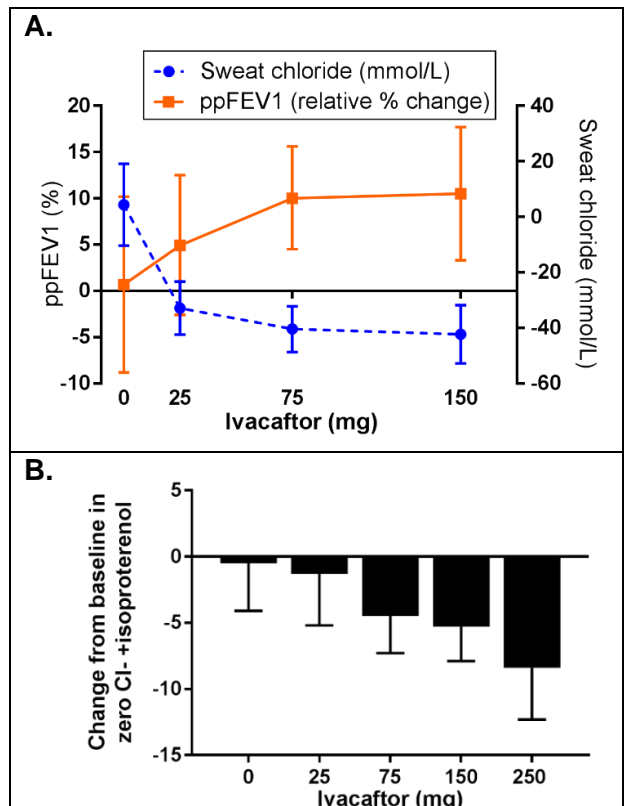 A.
Sweat chloride (mmol/L)
ppFEV1 (relative % change)
20
15
10
5
0
-5
-10
ppFEV1 (%)
40
20
0
-20
-40
-60
Sweat chloride (mmol/L)
0 25 75 150
Ivacaftor (mg)
B.
5
0
-5
-10
-15
Change from baseline in
zero Cl- +isoproterenol
0 25 75 150 250
Ivacaftor (mg)